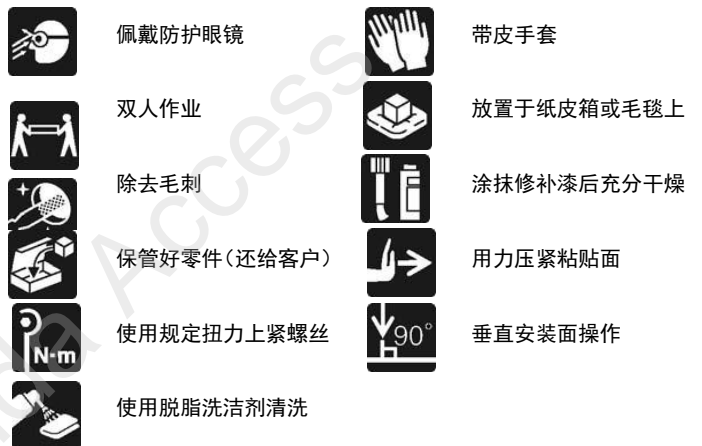 佩戴防护眼镜
带皮手套
双人作业
放置于纸皮箱或毛毯上
除去毛刺
涂抹修补漆后充分干燥
保管好零件(还给客户)
用力压紧粘贴面
N·m
使用规定扭力上紧螺丝
90°
垂直安装面操作
使用脱脂洗洁剂清洗
da Access